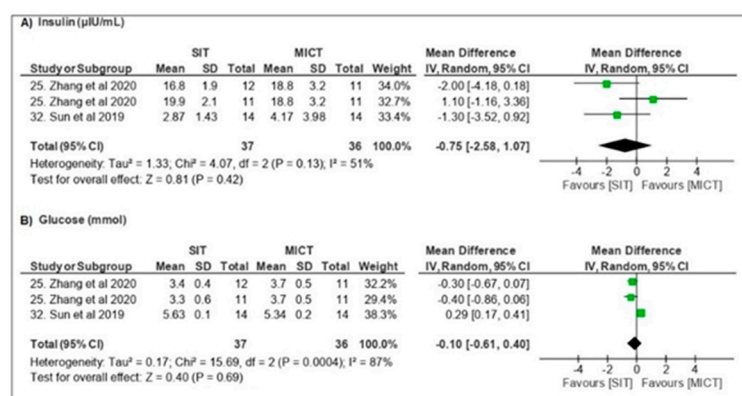 A) Insulin (µIU/mL)
SIT MICT Mean Difference Mean Difference
Study or Subgroup Mean SD Total Mean SD Total Weight IV, Random, 95% CI IV, Random, 95% CI
25. Zhang et al 2020 16.8 1.9 12 18.8 3.2 11 34.0% -2.00 [-4.18, 0.18]
25. Zhang et al 2020 19.9 2.1 11 18.8 3.2 11 32.7% 1.10 [-1.16, 3.36]
32. Sun et al 2019 2.87 1.43 14 4.17 3.98 14 33.4% -1.30 [-3.52, 0.92]
Total (95% CI) 37 36 100.0% -0.75 [-2.58, 1.07]
Heterogeneity: Tau² = 1.33; Chi² = 4.07, df = 2 (P = 0.13); I² = 51%
Test for overall effect: Z = 0.81 (P = 0.42)
-4 -2 0 2 4
Favours [SIT] Favours [MICT]
B) Glucose (mmol)
SIT MICT Mean Difference Mean Difference
Study or Subgroup Mean SD Total Mean SD Total Weight IV, Random, 95% CI IV, Random, 95% CI
25. Zhang et al 2020 3.4 0.4 12 3.7 0.5 11 32.2% -0.30 [-0.67, 0.07]
25. Zhang et al 2020 3.3 0.6 11 3.7 0.5 11 29.4% -0.40 [-0.86, 0.06]
32. Sun et al 2019 5.63 0.1 14 5.34 0.2 14 38.3% 0.29 [0.17, 0.41]
Total (95% CI) 37 36 100.0% -0.10 [-0.61, 0.40]
Heterogeneity: Tau² = 0.17; Chi² = 15.69, df = 2 (P = 0.0004); I² = 87%
Test for overall effect: Z = 0.40 (P = 0.69)
-4 -2 0 2 4
Favours [SIT] Favours [MICT]